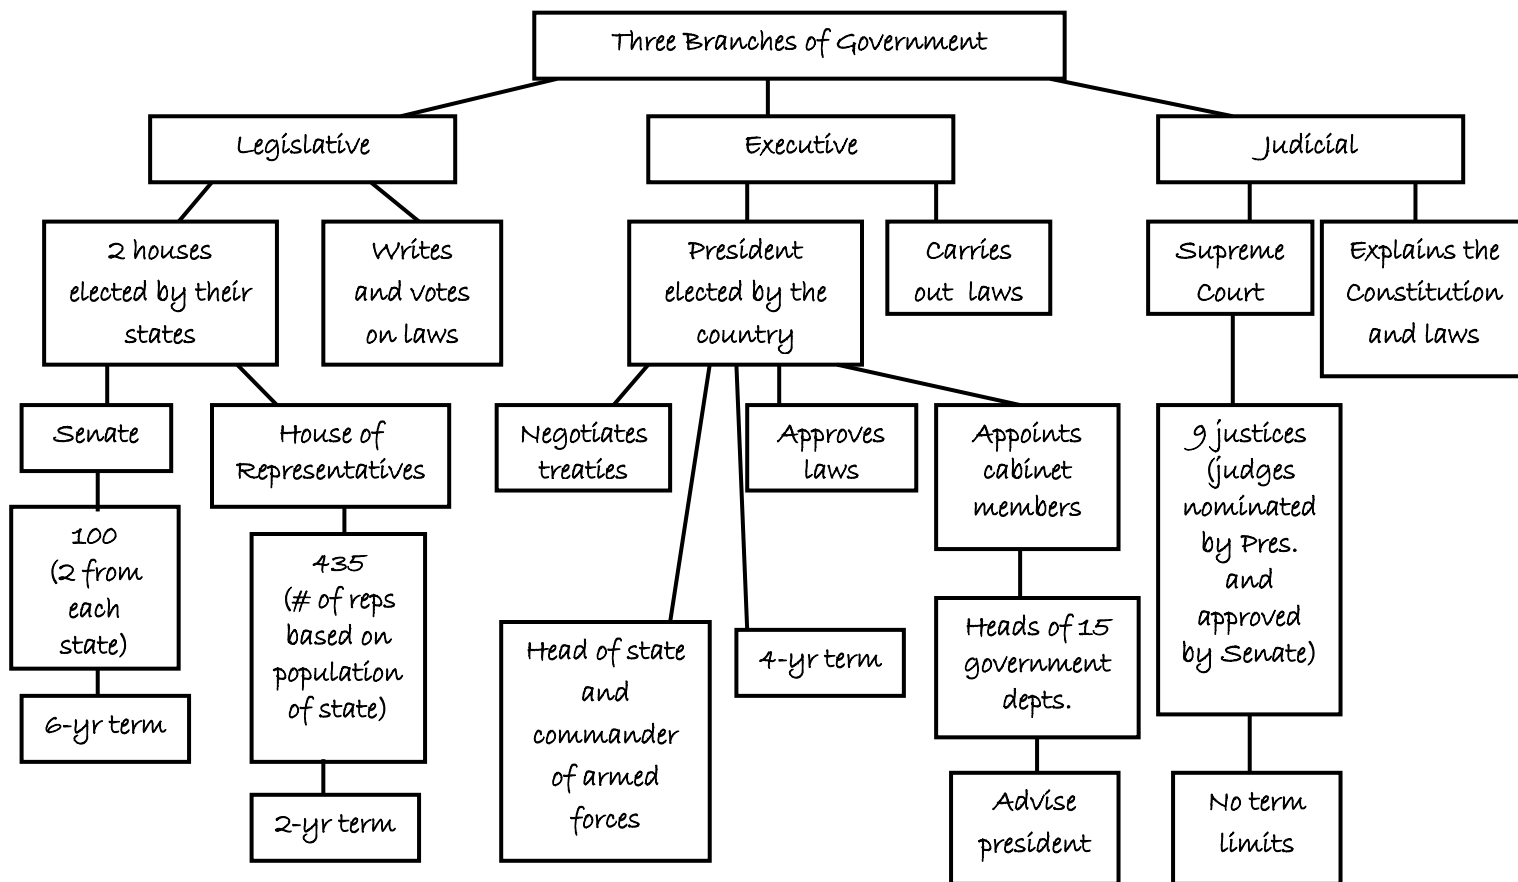 Three Branches of Government
Legislative
Executive
Judicial
2 houses
elected by their
states
Writes
and votes
on laws
President
elected by the
country
Carries
out laws
Supreme
Court
Explains the
Constitution
and laws
Senate
House of
Representatives
Negotiates
treaties
Approves
laws
Appoints
cabinet
members
9 justices
(judges
nominated
by Pres.
and
approved
by Senate)
100
(2 from
each
state)
435
(# of reps
based on
population
of state)
Head of state
and
commander
of armed
forces
4-yr term
Heads of 15
government
depts.
6-yr term
2-yr term
Advise
president
No term
limits